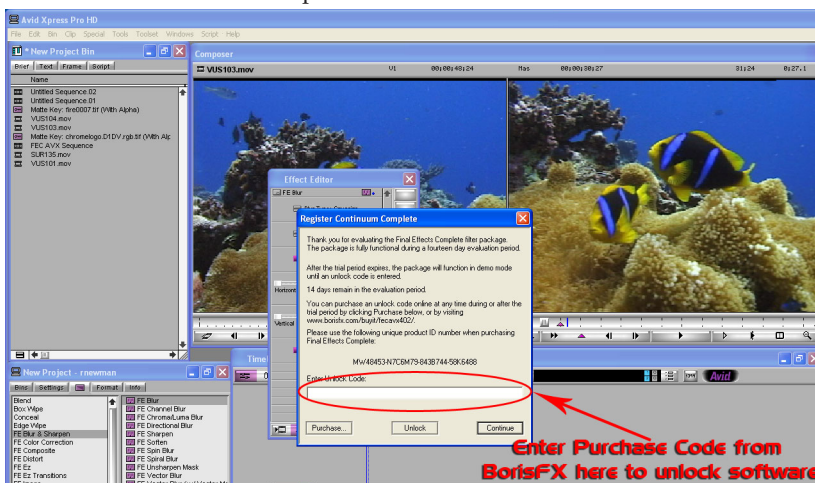 Avid Xpress Pro HD
File Edit Bin Clip Special Tools Toolset Windows Script Help
* New Project Bin
Composer
Brief Text Frame Script
VUS103.mov V1 00;00;48;24 Mas 00;00;30;27 31;24 0;27.1
Name
Untitled Sequence.02
Untitled Sequence.01
Matte Key: fire0007.tif (With Alpha)
VUS104.mov
VUS103.mov
Matte Key: chromelogo.D1DV.rgb.tif (With Alp
FEC AVX Sequence
SUR135.mov
VUS101.mov
Effect Editor
FE Blur
Register Continuum Complete
Thank you for evaluating the Final Effects Complete filter package.
The package is fully functional during a fourteen day evaluation period.
After the trial period expires, the package will function in demo mode
until an unlock code is entered.
14 days remain in the evaluation period.
You can purchase an unlock code online at any time during or after the
trial period by clicking Purchase below, or by visiting
www.borisfx.com/buyit/fecavx402/.
Please use the following unique product ID number when purchasing
Final Effects Complete:
MW48453-N7C6M79-843B744-58K6488
Enter Unlock Code:
Purchase... Unlock Continue
Horizont
Vertical
Timel
New Project - rnewman
Bins Settings Format Info
Avid
Blend
Box Wipe
Conceal
Edge Wipe
FE Blur & Sharpen
FE Color Correction
FE Composite
FE Distort
FE Ez
FE Ez Transitions
FE Blur
FE Channel Blur
FE Chroma/Luma Blur
FE Directional Blur
FE Sharpen
FE Soften
FE Spin Blur
FE Spiral Blur
FE Unsharpen Mask
FE Vector Blur
Enter Purchase Code from
BorisFX here to unlock software